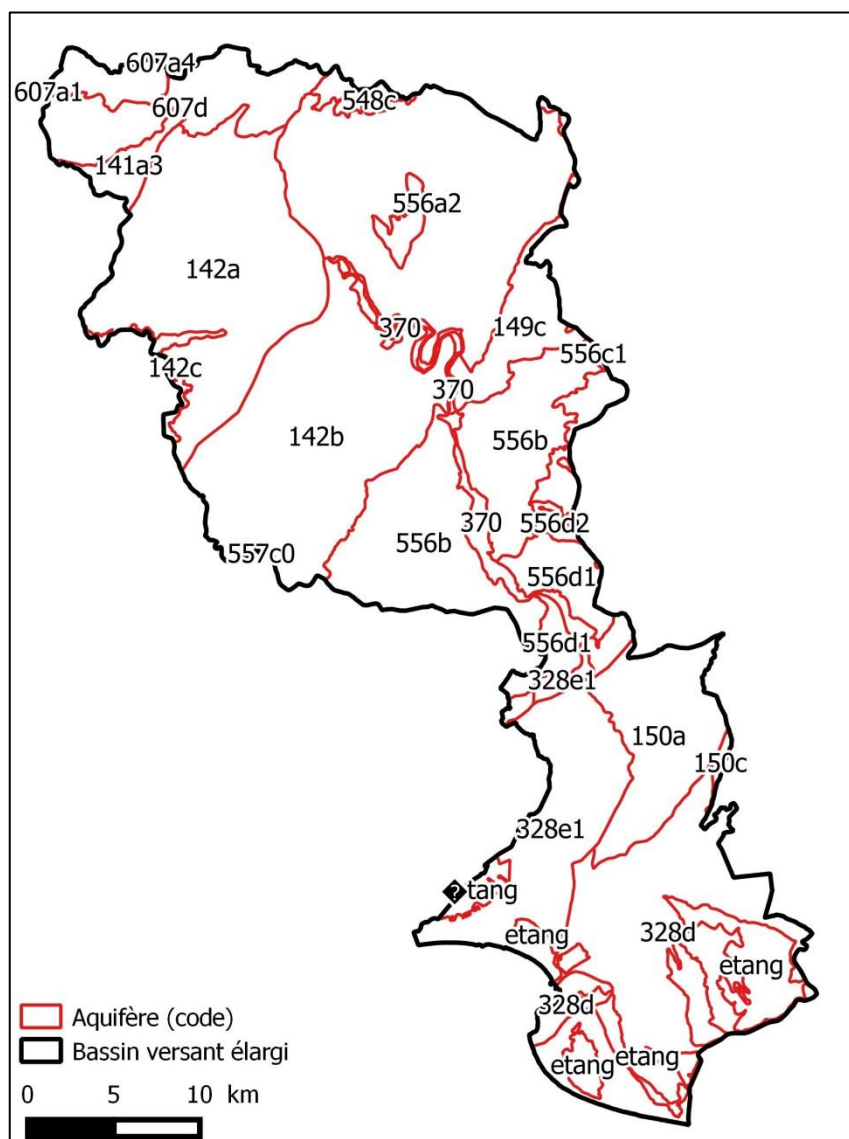 607a4
607a1
607d
548c
141a3
556a2
142a
370
149c
142c
556c1
370
142b
556b
370
556d2
557c0
556b
556d1
556d1
328e1
150a
150c
328e1
�tang
etang
328d
etang
328d
etang
etang
Aquifère (code)
Bassin versant élargi
0 5 10 km